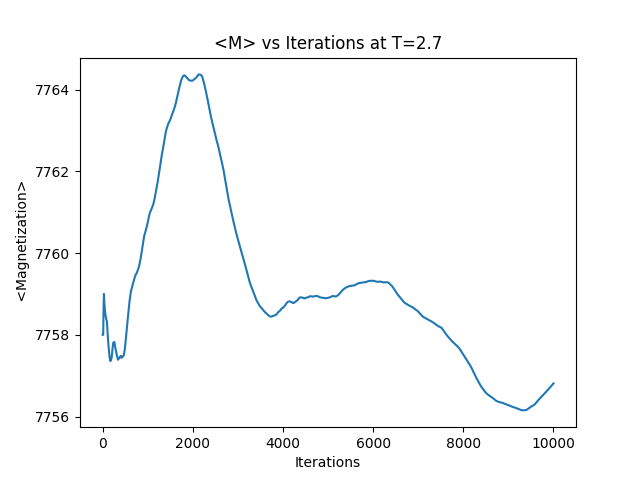 <M> vs Iterations at T=2.7
<Magnetization>
7764
7762
7760
7758
7756
0 2000 4000 6000 8000 10000
Iterations